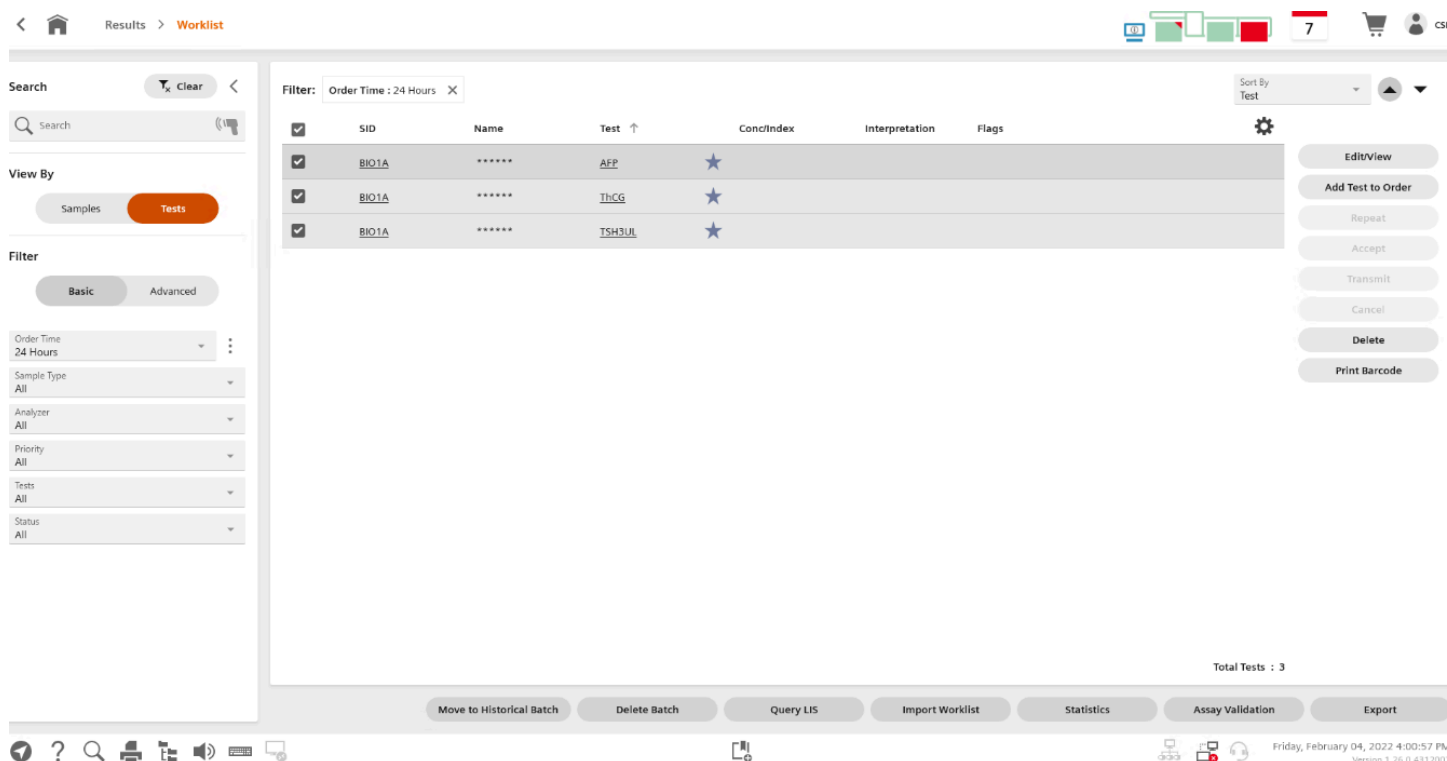 Results > Worklist
7
CSI
Search
Clear
Search
View By
Samples
Tests
Filter
Basic
Advanced
Order Time
24 Hours
Sample Type
All
Analyzer
All
Priority
All
Tests
All
Status
All
Filter: Order Time : 24 Hours
Sort By
Test
SID Name Test Conc/Index Interpretation Flags
BIO1A ****** AFP
BIO1A ****** ThCG
BIO1A ****** TSH3UL
Edit/View
Add Test to Order
Repeat
Accept
Transmit
Cancel
Delete
Print Barcode
Total Tests : 3
Move to Historical Batch
Delete Batch
Query LIS
Import Worklist
Statistics
Assay Validation
Export
Friday, February 04, 2022 4:00:57 PM